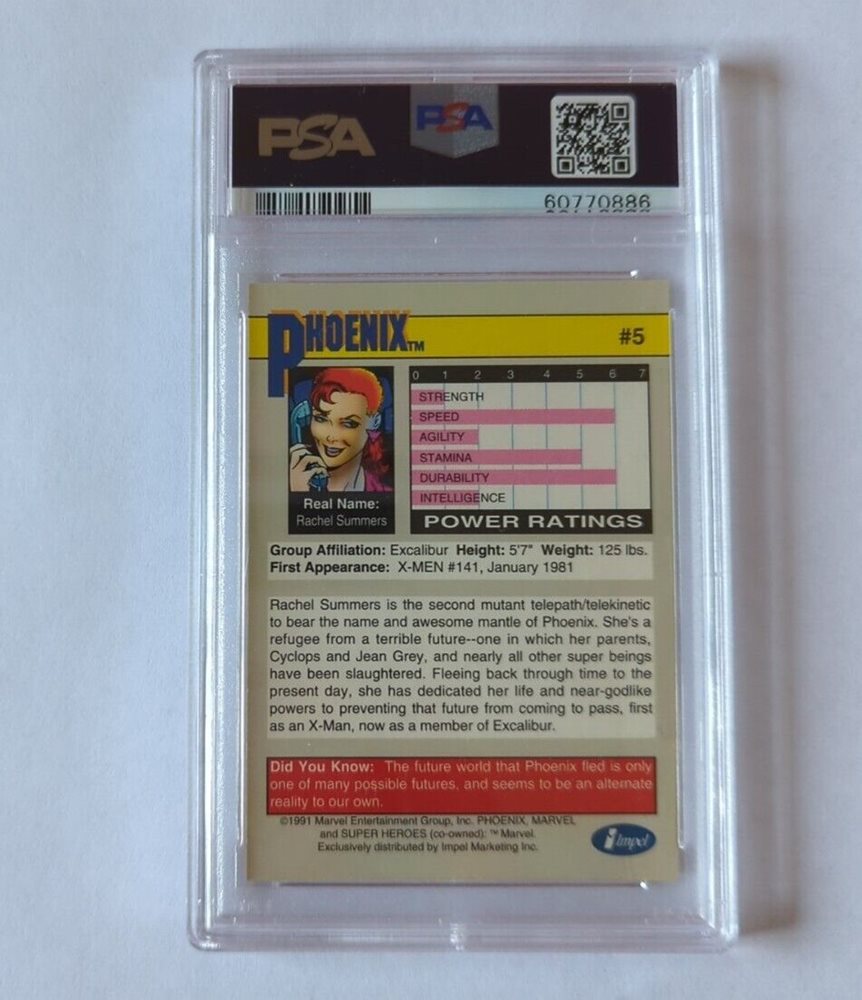 PSA
PSA
60770886
PHOENIX™
#5
0 1 2 3 4 5 6 7
STRENGTH
SPEED
AGILITY
STAMINA
DURABILITY
INTELLIGENCE
POWER RATINGS
Real Name:
Rachel Summers
Group Affiliation: Excalibur Height: 5'7" Weight: 125 lbs.
First Appearance: X-MEN #141, January 1981
Rachel Summers is the second mutant telepath/telekinetic
to bear the name and awesome mantle of Phoenix. She's a
refugee from a terrible future--one in which her parents,
Cyclops and Jean Grey, and nearly all other super beings
have been slaughtered. Fleeing back through time to the
present day, she has dedicated her life and near-godlike
powers to preventing that future from coming to pass, first
as an X-Man, now as a member of Excalibur.
Did You Know: The future world that Phoenix fled is only
one of many possible futures, and seems to be an alternate
reality to our own.
©1991 Marvel Entertainment Group, Inc. PHOENIX, MARVEL
and SUPER HEROES (co-owned): ™ Marvel.
Exclusively distributed by Impel Marketing Inc.
impel